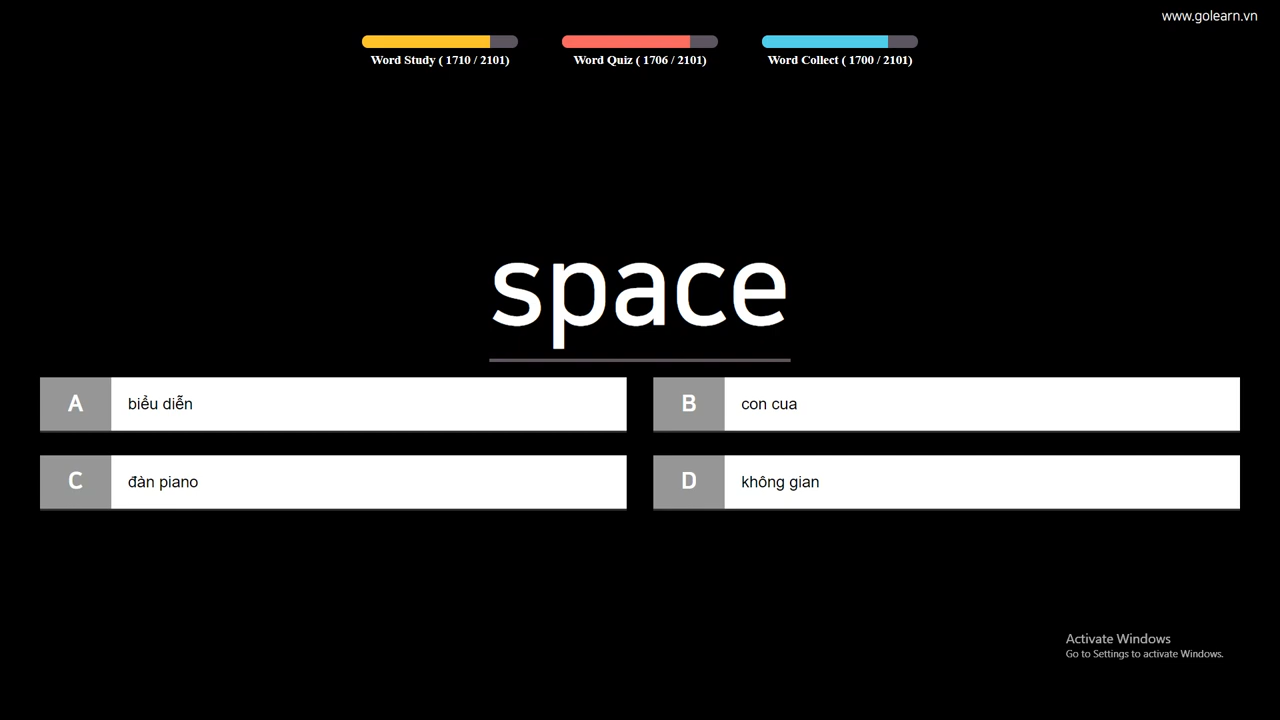 www.golearn.vn
Word Study ( 1710 / 2101)
Word Quiz ( 1706 / 2101)
Word Collect ( 1700 / 2101)
space
A biểu diễn
B con cua
C đàn piano
D không gian
Activate Windows
Go to Settings to activate Windows.